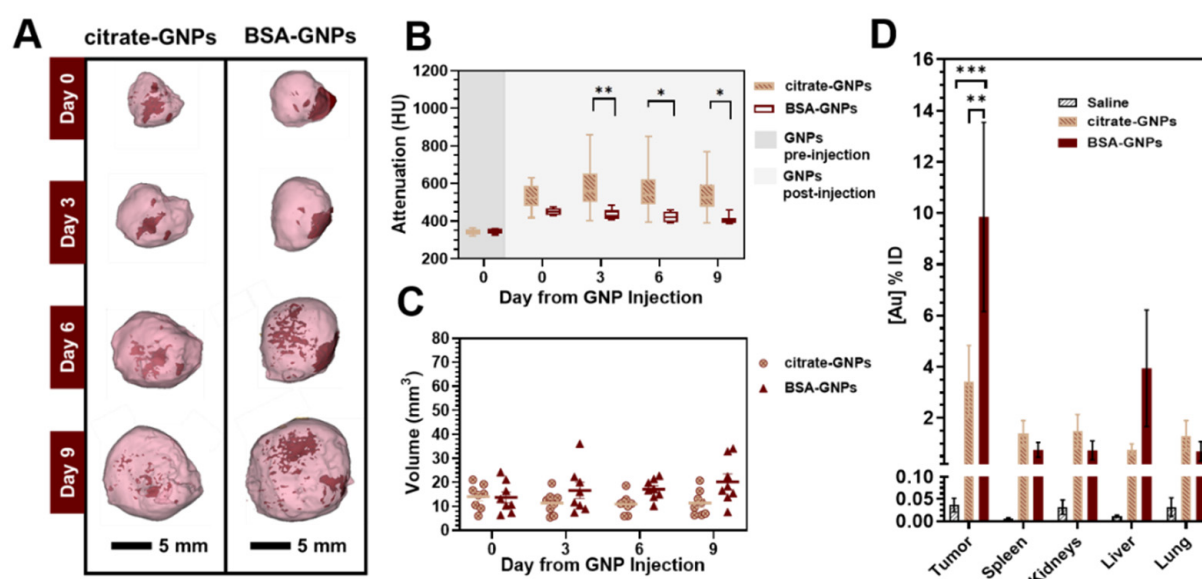 A
citrate-GNPs
BSA-GNPs
Day 0
Day 3
Day 6
Day 9
5 mm
5 mm
B
Attenuation (HU)
1200
1000
800
600
400
200
**
*
*
0
0
3
6
9
Day from GNP Injection
citrate-GNPs
BSA-GNPs
GNPs
pre-injection
GNPs
post-injection
C
Volume (mm³)
80
70
60
50
40
30
20
10
0
0
3
6
9
Day from GNP Injection
citrate-GNPs
BSA-GNPs
D
[Au] % ID
16
14
12
10
8
6
4
2
0.10
0.05
0.00
***
**
Saline
citrate-GNPs
BSA-GNPs
Tumor
Spleen
Kidneys
Liver
Lung